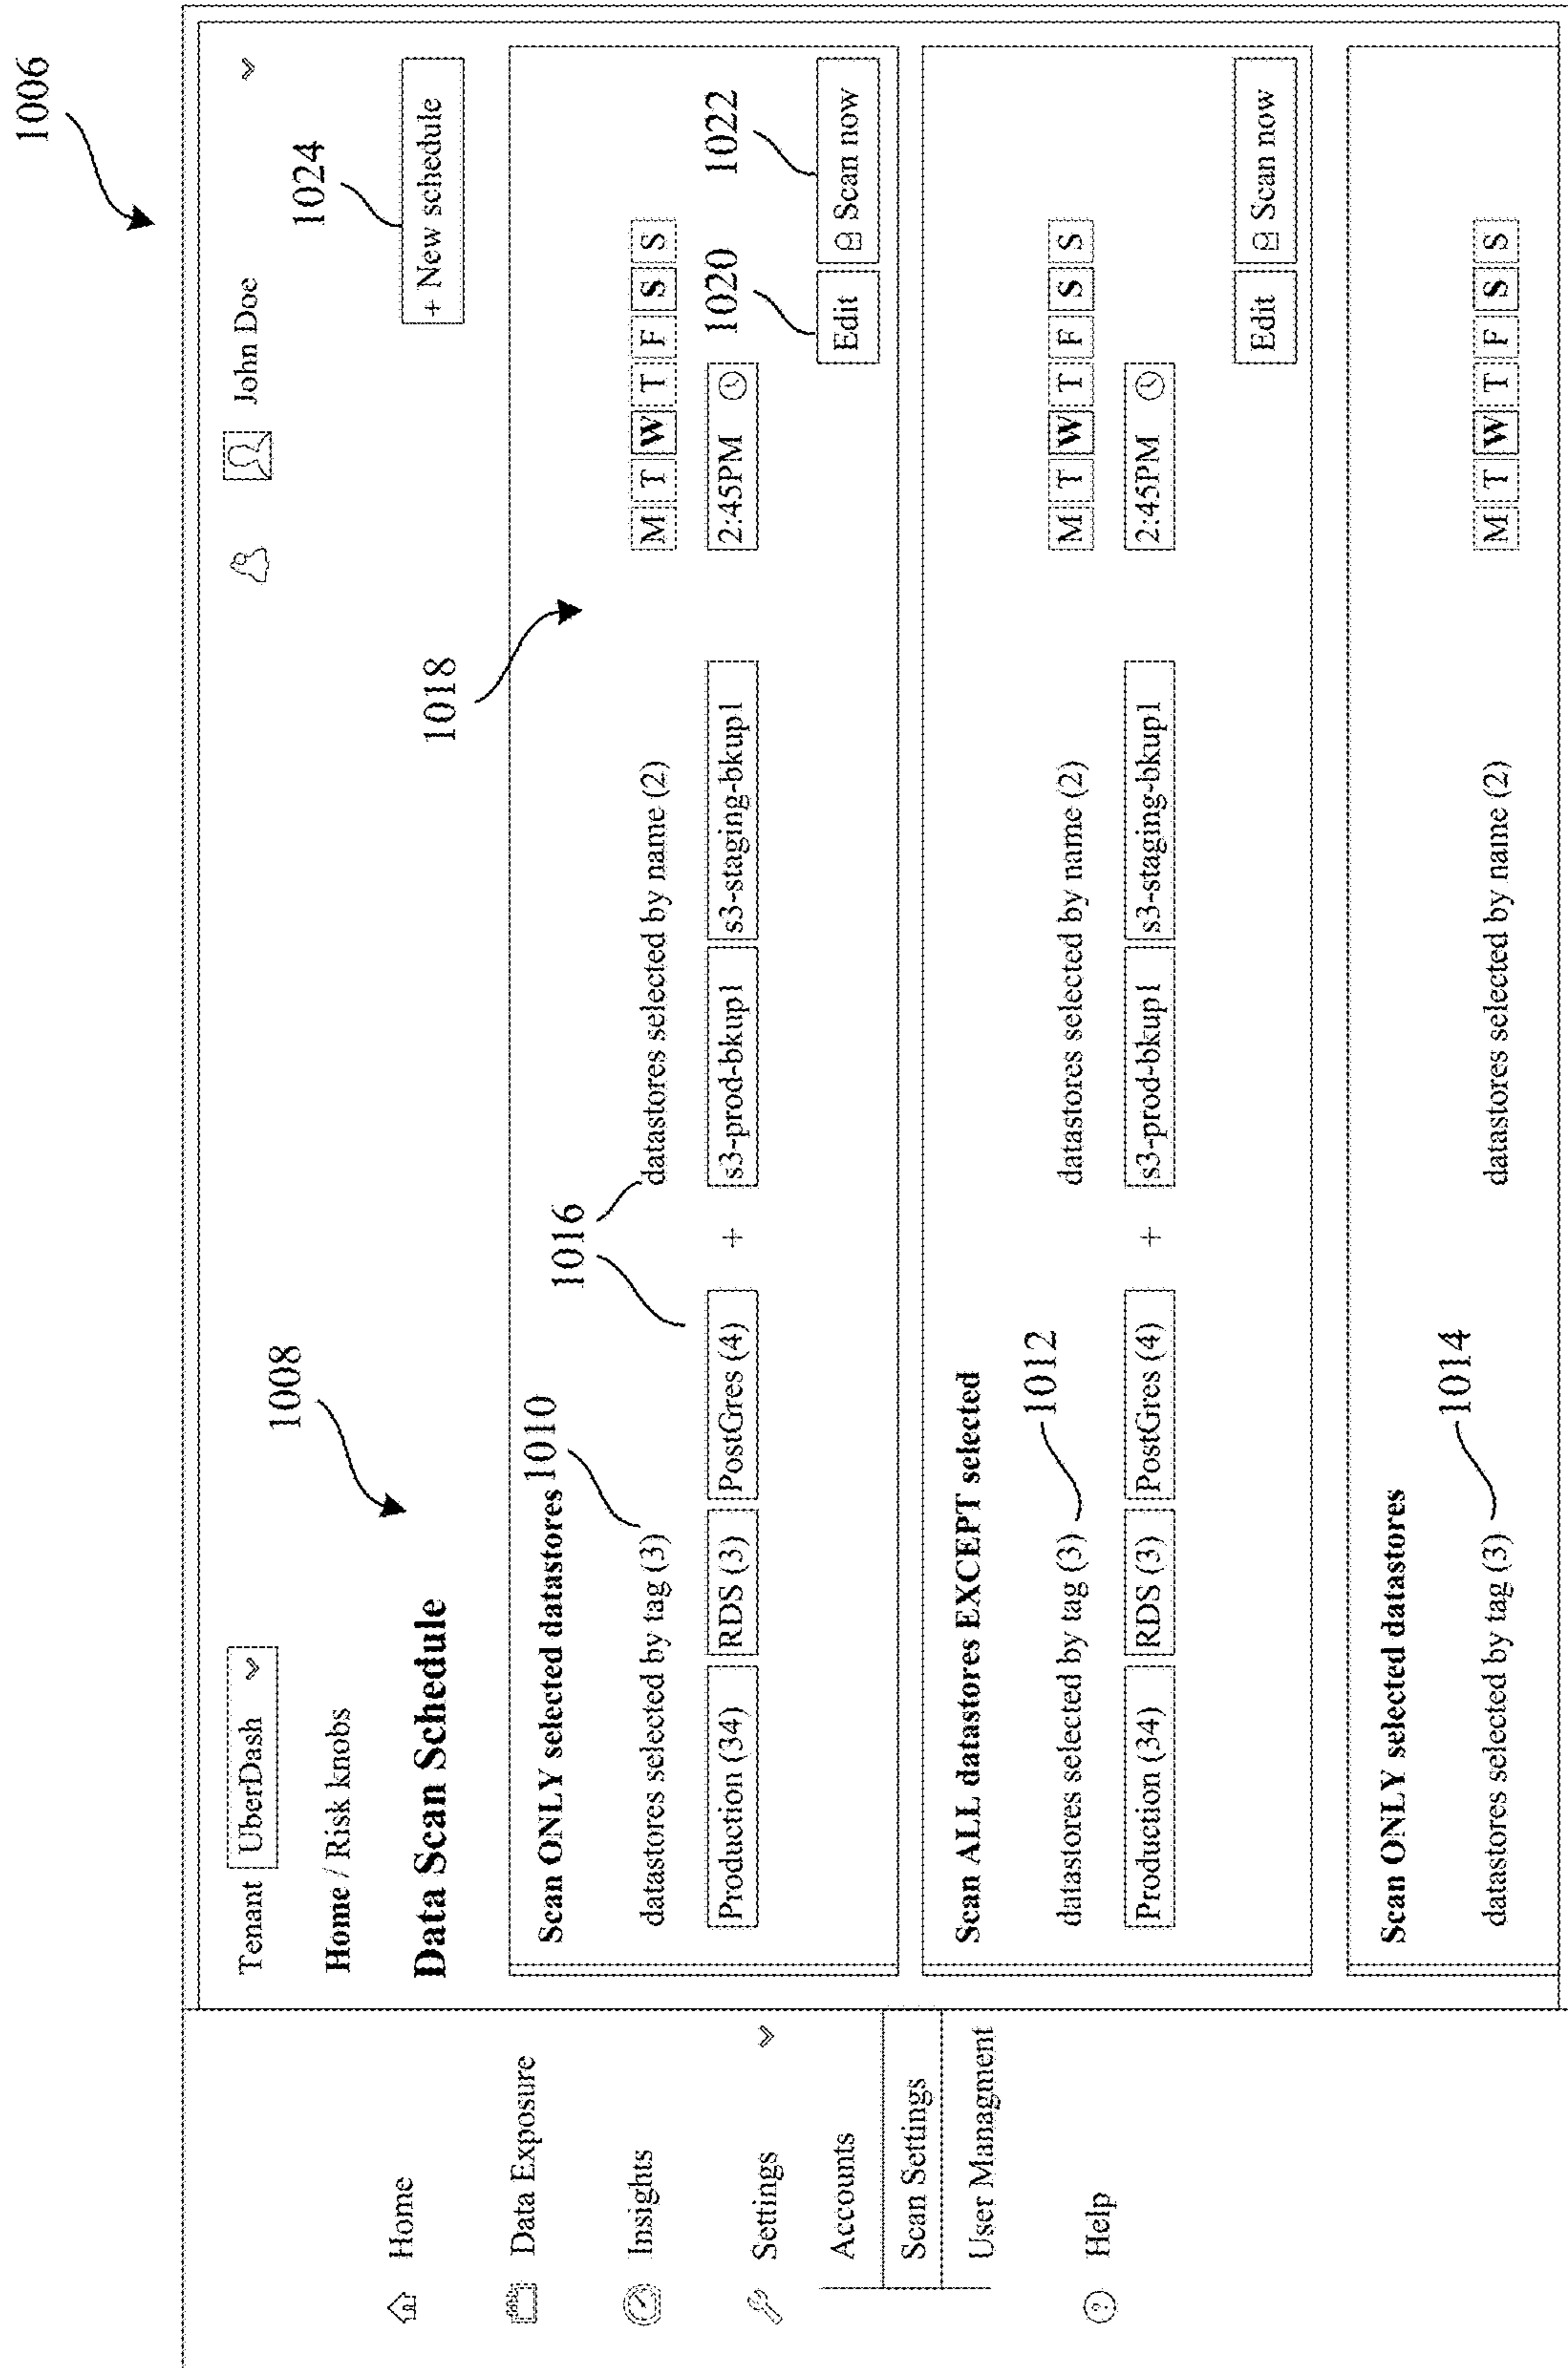 1006
Tenant UberDash John Doe
1024
1008
Home / Risk knobs
Data Scan Schedule
+ New schedule
1018
Scan ONLY selected datastores
1010
1016
datastores selected by tag (3)
datastores selected by name (2)
M T W T F S S
Production (34) RDS (3) PostGres (4) + s3-prod-bkup1 s3-staging-bkup1
2:45PM
1020
1022
Edit Scan now
Scan ALL datastores EXCEPT selected
1012
datastores selected by tag (3)
datastores selected by name (2)
M T W T F S S
Production (34) RDS (3) PostGres (4) + s3-prod-bkup1 s3-staging-bkup1
2:45PM
Edit Scan now
Scan ONLY selected datastores
1014
datastores selected by tag (3)
datastores selected by name (2)
M T W T F S S
Home
Data Exposure
Insights
Settings
Accounts
Scan Settings
User Managment
Help